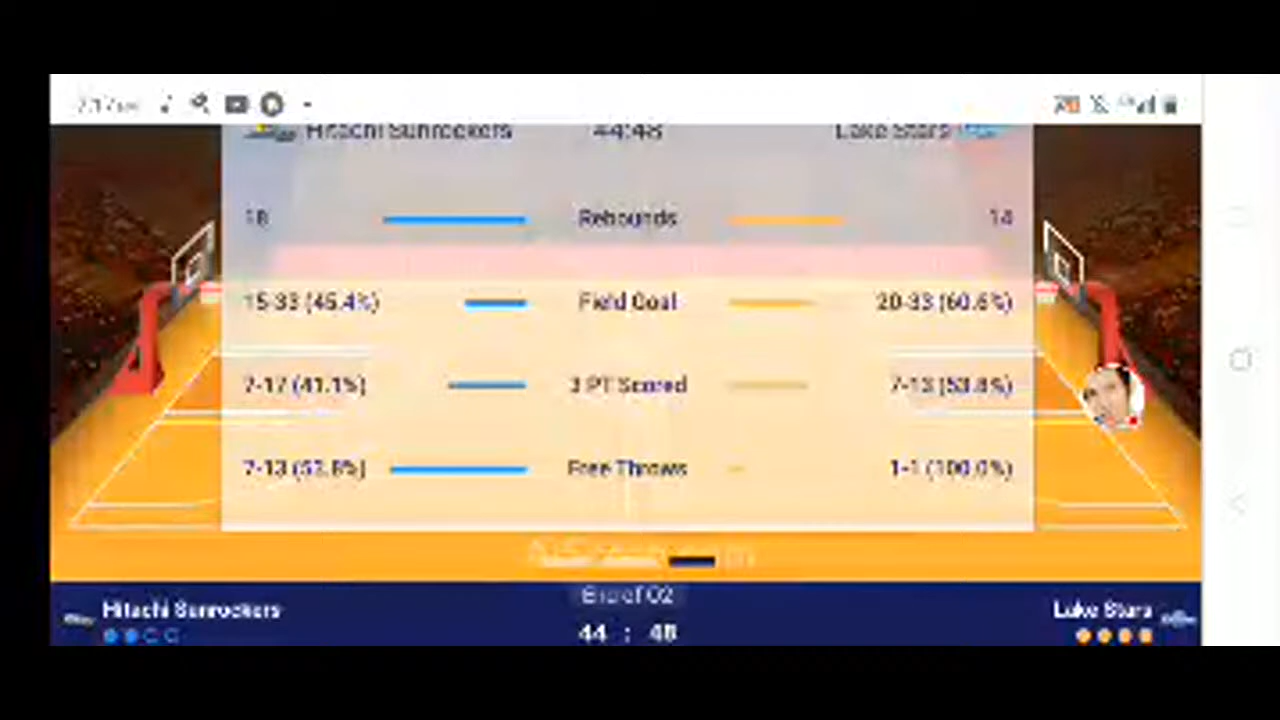 Hitachi Sunrockers 44:48 Lake Stars
18 Rebounds 14
15-33 (45.4%) Field Goal 20-33 (60.6%)
7-17 (41.1%) 3 PT Scored 7-13 (53.8%)
7-13 (53.8%) Free Throws 1-1 (100.0%)
End of Q2
Hitachi Sunrockers 44 : 48 Lake Stars